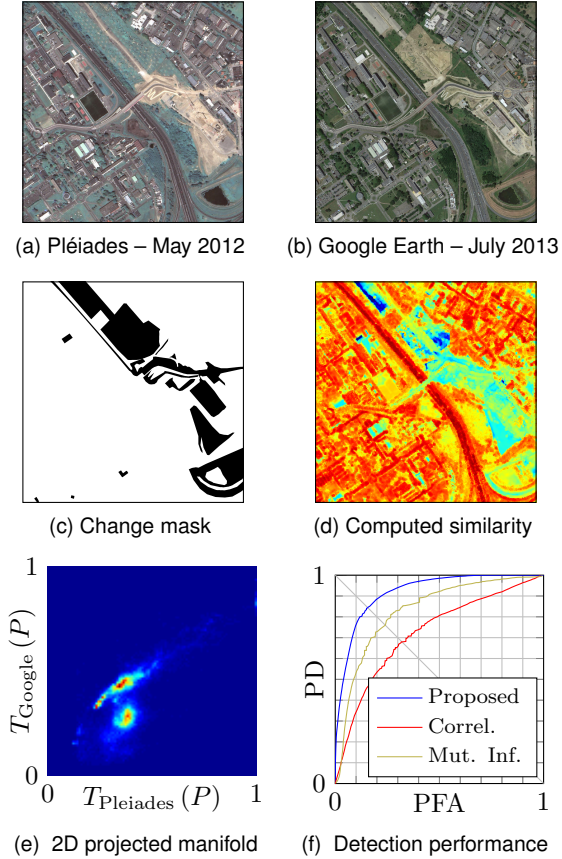 (a) Pléiades – May 2012
(b) Google Earth – July 2013
(c) Change mask
(d) Computed similarity
1
T_Google (P)
0
0
T_Pleiades (P)
1
(e) 2D projected manifold
1
PD
Proposed
Correl.
Mut. Inf.
0
0
PFA
1
(f) Detection performance